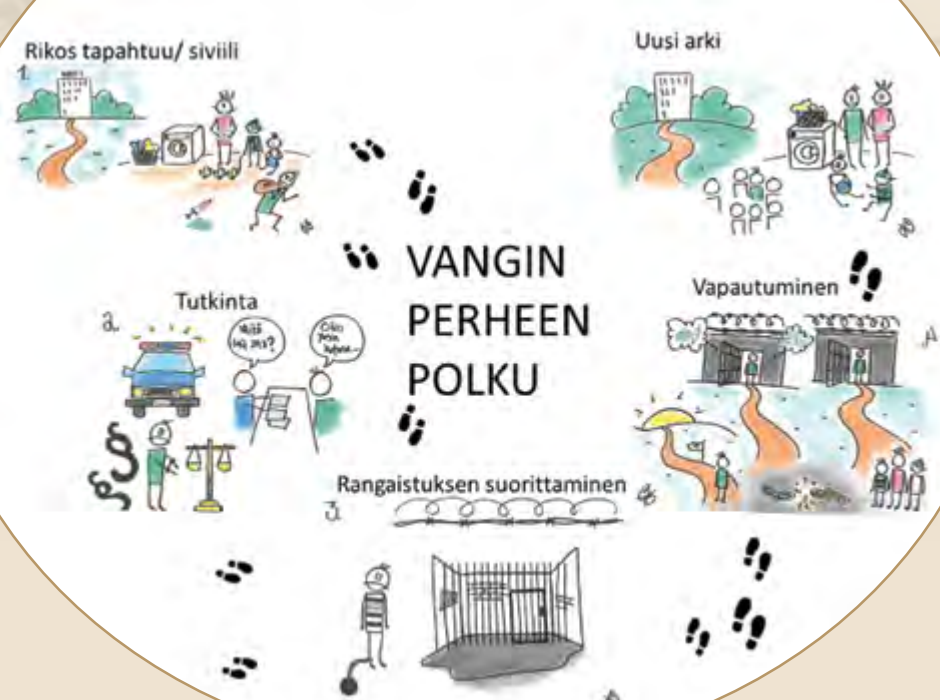 Rikos tapahtuu/ siviili
1.
Uusi arki
VANGIN
PERHEEN
POLKU
Tutkinta
2
Vapautuminen
4
Rangaistuksen suorittaminen
3